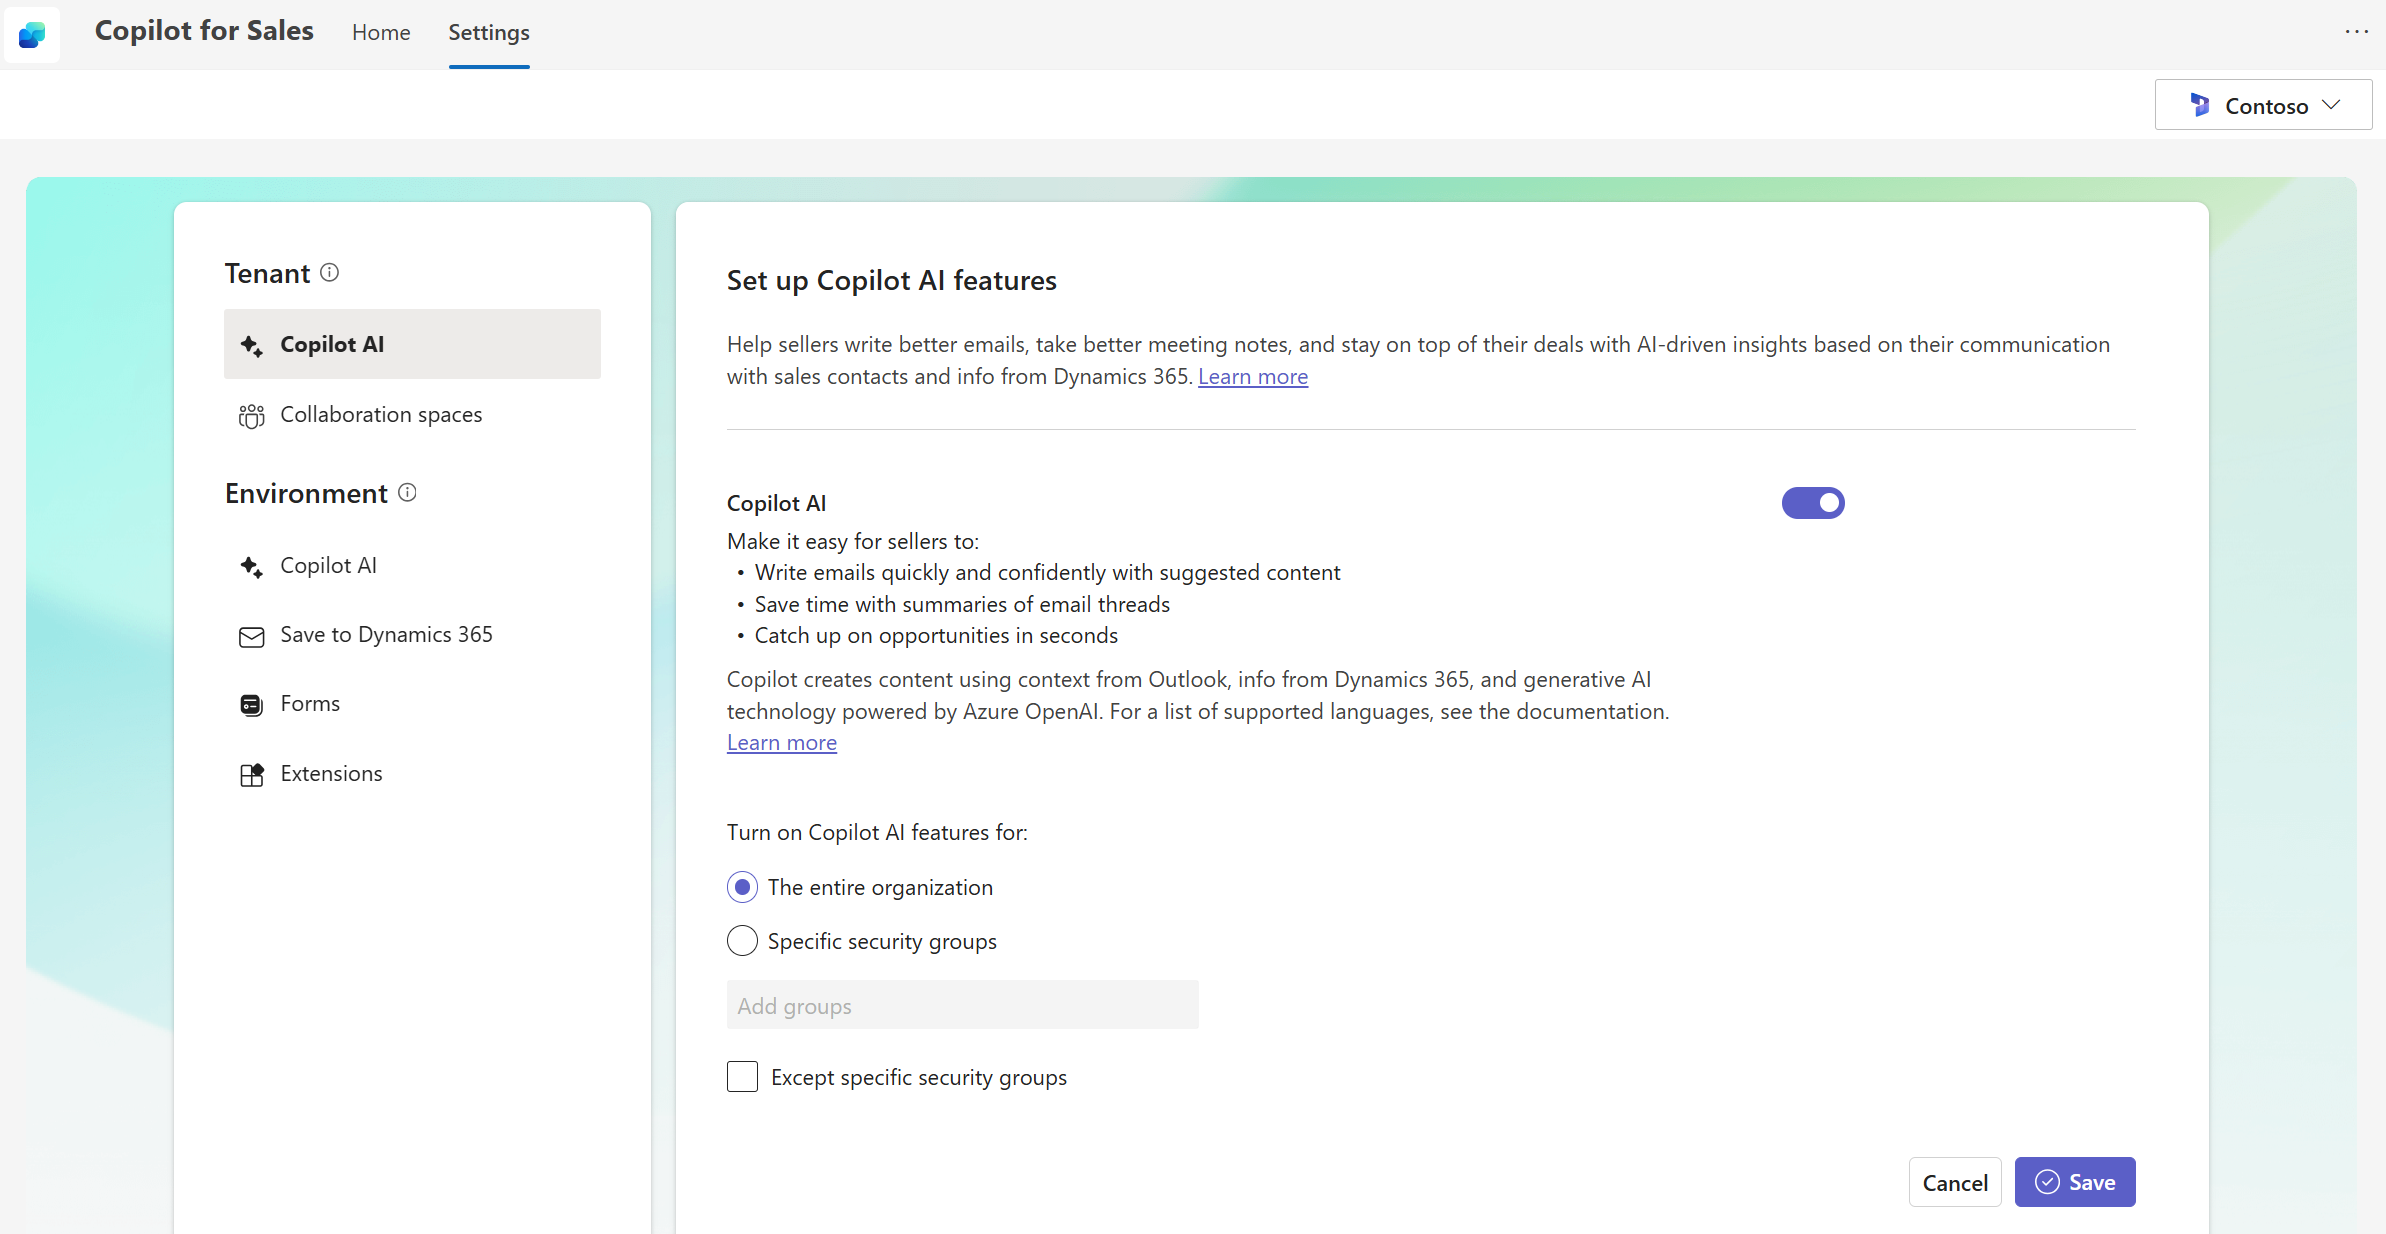 Copilot for Sales Home Settings ...
Contoso
Tenant
Copilot AI
Collaboration spaces
Environment
Copilot AI
Save to Dynamics 365
Forms
Extensions
Set up Copilot AI features
Help sellers write better emails, take better meeting notes, and stay on top of their deals with AI-driven insights based on their communication
with sales contacts and info from Dynamics 365. Learn more
Copilot AI
Make it easy for sellers to:
• Write emails quickly and confidently with suggested content
• Save time with summaries of email threads
• Catch up on opportunities in seconds
Copilot creates content using context from Outlook, info from Dynamics 365, and generative AI
technology powered by Azure OpenAI. For a list of supported languages, see the documentation.
Learn more
Turn on Copilot AI features for:
The entire organization
Specific security groups
Add groups
Except specific security groups
Cancel Save